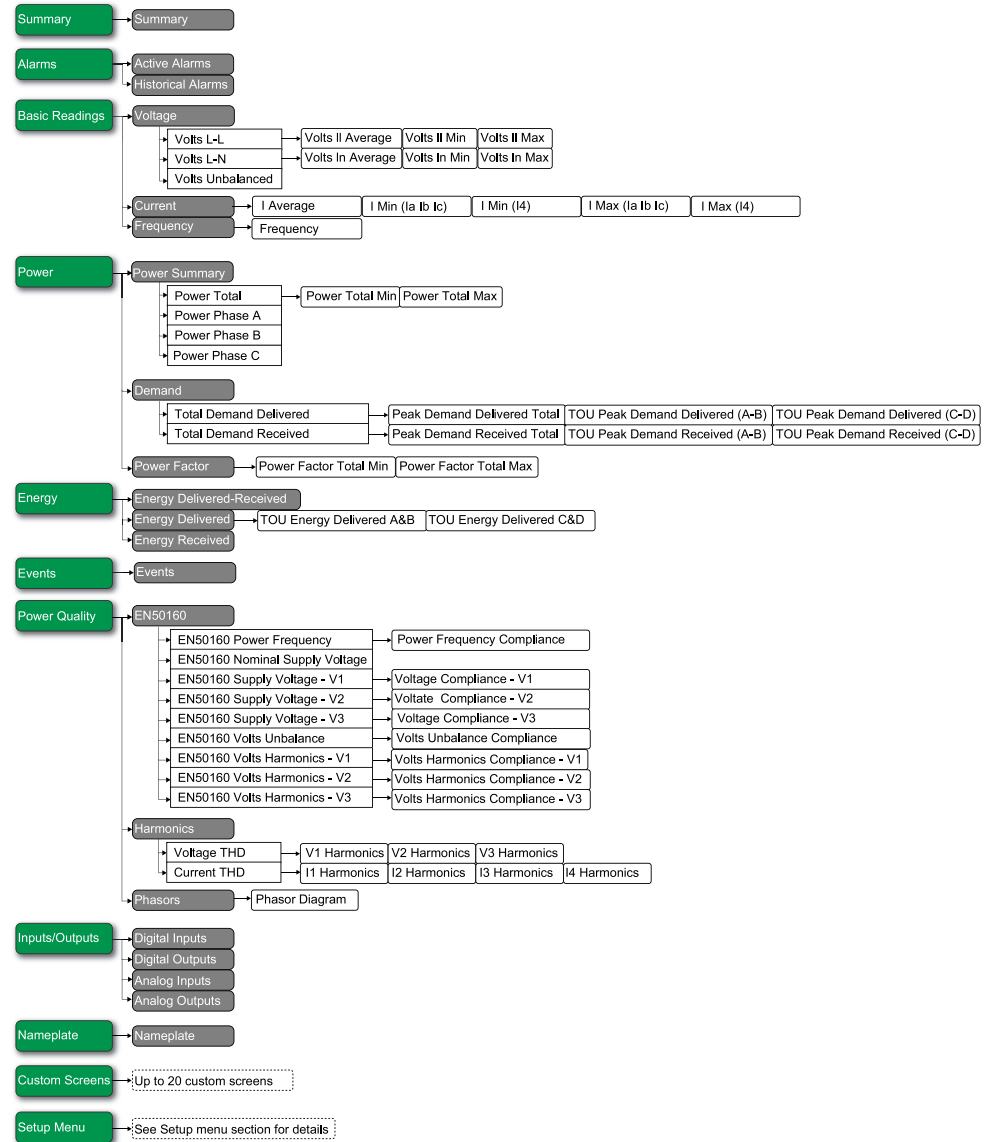 Summary Summary
Alarms Active Alarms
Historical Alarms
Basic Readings Voltage
Volts L-L Volts ll Average Volts ll Min Volts ll Max
Volts L-N Volts ln Average Volts ln Min Volts ln Max
Volts Unbalanced
Current I Average I Min (Ia Ib Ic) I Min (I4) I Max (Ia Ib Ic) I Max (I4)
Frequency Frequency
Power Power Summary
Power Total Power Total Min Power Total Max
Power Phase A
Power Phase B
Power Phase C
Demand
Total Demand Delivered Peak Demand Delivered Total TOU Peak Demand Delivered (A-B) TOU Peak Demand Delivered (C-D)
Total Demand Received Peak Demand Received Total TOU Peak Demand Received (A-B) TOU Peak Demand Received (C-D)
Power Factor Power Factor Total Min Power Factor Total Max
Energy Energy Delivered-Received
Energy Delivered TOU Energy Delivered A&B TOU Energy Delivered C&D
Energy Received
Events Events
Power Quality EN50160
EN50160 Power Frequency Power Frequency Compliance
EN50160 Nominal Supply Voltage
EN50160 Supply Voltage - V1 Voltage Compliance - V1
EN50160 Supply Voltage - V2 Voltate Compliance - V2
EN50160 Supply Voltage - V3 Voltage Compliance - V3
EN50160 Volts Unbalance Volts Unbalance Compliance
EN50160 Volts Harmonics - V1 Volts Harmonics Compliance - V1
EN50160 Volts Harmonics - V2 Volts Harmonics Compliance - V2
EN50160 Volts Harmonics - V3 Volts Harmonics Compliance - V3
Harmonics
Voltage THD V1 Harmonics V2 Harmonics V3 Harmonics
Current THD I1 Harmonics I2 Harmonics I3 Harmonics I4 Harmonics
Phasors Phasor Diagram
Inputs/Outputs Digital Inputs
Digital Outputs
Analog Inputs
Analog Outputs
Nameplate Nameplate
Custom Screens Up to 20 custom screens
Setup Menu See Setup menu section for details